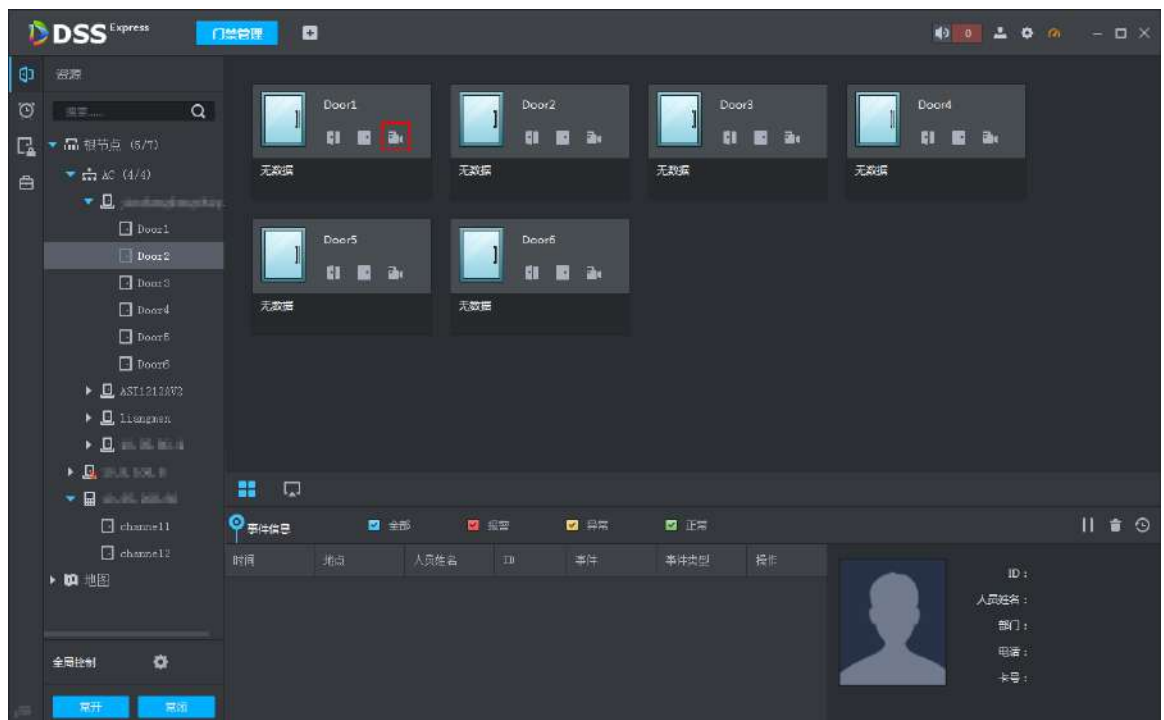 DSS Express
门禁管理
0
资源
搜索.....
根节点 (5/7)
AC (4/4)
Door1
Door2
Door3
Door4
Door5
Door6
ASI1212AV2
liangmen
channel1
channel2
地图
全局控制
常开 常闭
Door1 Door2 Door3 Door4
无数据 无数据 无数据 无数据
Door5 Door6
无数据 无数据
事件信息 全部 报警 异常 正常
时间 地点 人员姓名 ID 事件 事件类型 操作
ID：
人员姓名：
部门：
电话：
卡号：